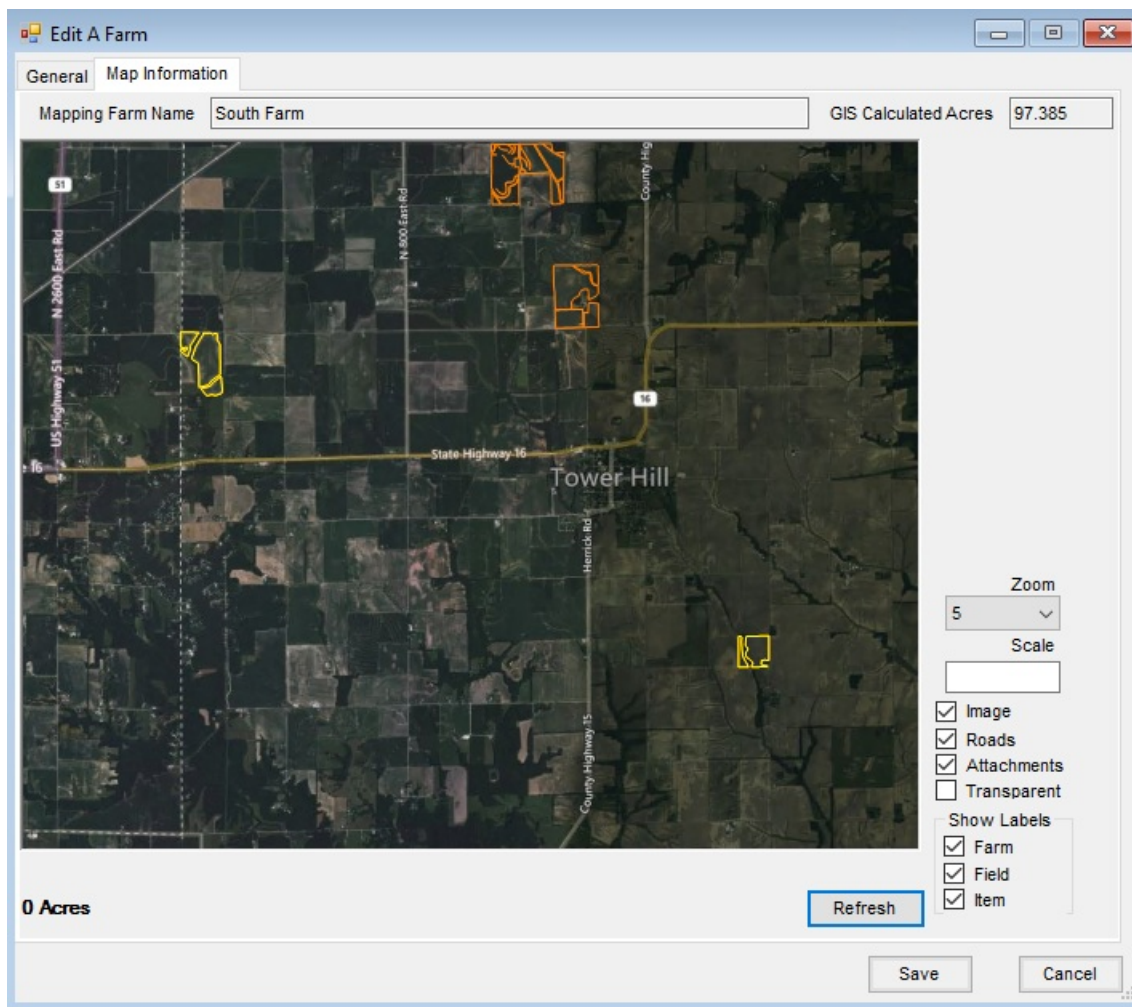 Edit A Farm
General
Map Information
Mapping Farm Name
South Farm
GIS Calculated Acres
97.385
51
N 2600 East Rd
US Highway 51
N 800 East Rd
County Hig
16
State Highway 16
16
Tower Hill
Herrick Rd
County Highway 15
Zoom
5
Scale
Image
Roads
Attachments
Transparent
Show Labels
Farm
Field
Item
0 Acres
Refresh
Save
Cancel